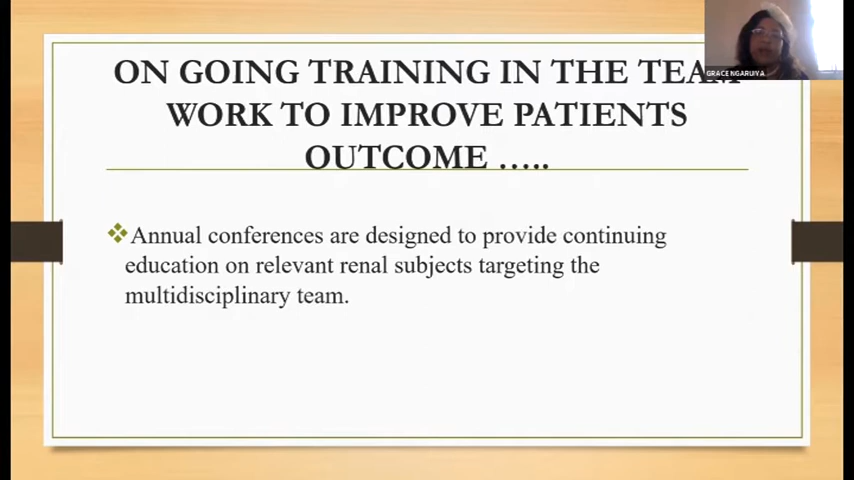 ON GOING TRAINING IN THE TEAM
WORK TO IMPROVE PATIENTS
OUTCOME …..
GRACE NGARUIYA
❖Annual conferences are designed to provide continuing
education on relevant renal subjects targeting the
multidisciplinary team.